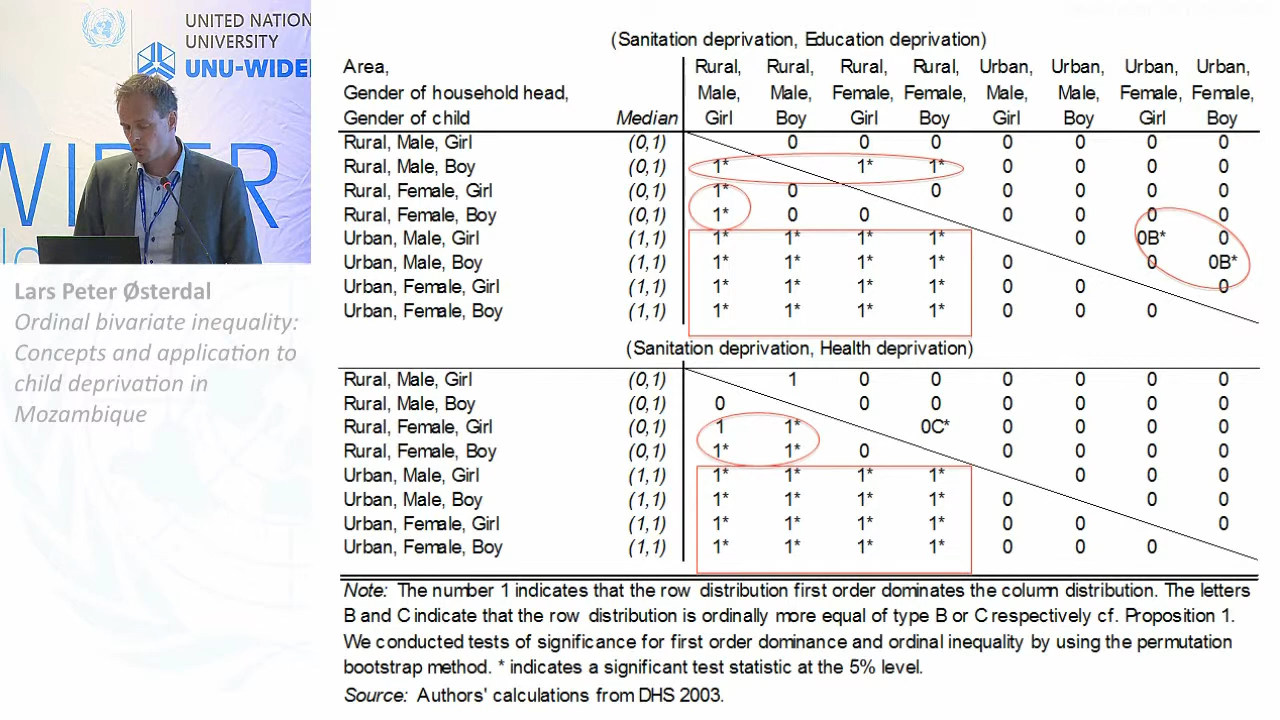 UNITED NATION
UNIVERSITY
UNU-WIDER
WIDER
Lars Peter Østerdal
Ordinal bivariate inequality:
Concepts and application to
child deprivation in
Mozambique
(Sanitation deprivation, Education deprivation)
Area, Rural, Rural, Rural, Rural, Urban, Urban, Urban, Urban,
Gender of household head, Male, Male, Female, Female, Male, Male, Female, Female,
Gender of child Median Girl Boy Girl Boy Girl Boy Girl Boy
Rural, Male, Girl (0,1) 0 0 0 0 0 0 0
Rural, Male, Boy (0,1) 1* 1* 1* 0 0 0 0
Rural, Female, Girl (0,1) 1* 0 0 0 0 0 0
Rural, Female, Boy (0,1) 1* 0 0 0 0 0 0
Urban, Male, Girl (1,1) 1* 1* 1* 1* 0 0B* 0
Urban, Male, Boy (1,1) 1* 1* 1* 1* 0 0 0B*
Urban, Female, Girl (1,1) 1* 1* 1* 1* 0 0 0
Urban, Female, Boy (1,1) 1* 1* 1* 1* 0 0 0
(Sanitation deprivation, Health deprivation)
Rural, Male, Girl (0,1) 1 0 0 0 0 0 0
Rural, Male, Boy (0,1) 0 0 0 0 0 0 0
Rural, Female, Girl (0,1) 1 1* 0C* 0 0 0 0
Rural, Female, Boy (0,1) 1* 1* 0 0 0 0 0
Urban, Male, Girl (1,1) 1* 1* 1* 1* 0 0 0
Urban, Male, Boy (1,1) 1* 1* 1* 1* 0 0 0
Urban, Female, Girl (1,1) 1* 1* 1* 1* 0 0 0
Urban, Female, Boy (1,1) 1* 1* 1* 1* 0 0 0
Note: The number 1 indicates that the row distribution first order dominates the column distribution. The letters
B and C indicate that the row distribution is ordinally more equal of type B or C respectively cf. Proposition 1.
We conducted tests of significance for first order dominance and ordinal inequality by using the permutation
bootstrap method. * indicates a significant test statistic at the 5% level.
Source: Authors' calculations from DHS 2003.